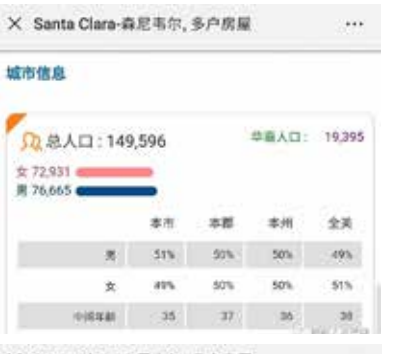 × Santa Clara-森尼韦尔, 多户房屋 ...
城市信息
总人口 : 149,596 华裔人口: 19,395
女 72,931
男 76,665
本市 本郡 本州 全美
男 51% 50% 50% 49%
女 49% 50% 50% 51%
中间年龄 35 37 36 38